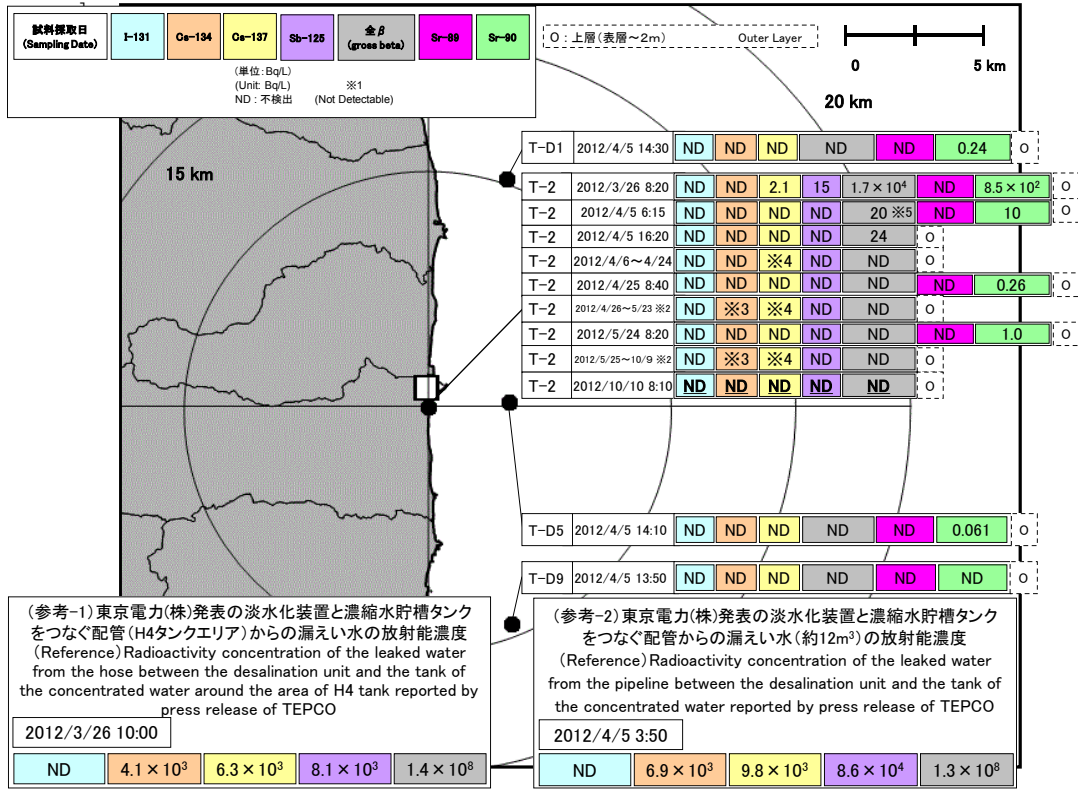 試料採取日
(Sampling Date)
I-131
Cs-134
Cs-137
Sb-125
全β
(gross beta)
Sr-89
Sr-90
(単位:Bq/L)
(Unit: Bq/L) ※1
ND:不検出 (Not Detectable)
O:上層(表層~2m) Outer Layer
0 5 km
20 km
15 km
T-D1 2012/4/5 14:30 ND ND ND ND ND 0.24 O
T-2 2012/3/26 8:20 ND ND 2.1 15 1.7×10⁴ ND 8.5×10² O
T-2 2012/4/5 6:15 ND ND ND ND 20 ※5 ND 10 O
T-2 2012/4/5 16:20 ND ND ND ND 24 O
T-2 2012/4/6~4/24 ND ND ※4 ND ND O
T-2 2012/4/25 8:40 ND ND ND ND ND ND 0.26 O
T-2 2012/4/26~5/23 ※2 ND ※3 ※4 ND ND O
T-2 2012/5/24 8:20 ND ND ND ND ND ND 1.0 O
T-2 2012/5/25~10/9 ※2 ND ※3 ※4 ND ND O
T-2 2012/10/10 8:10 ND ND ND ND ND O
T-D5 2012/4/5 14:10 ND ND ND ND ND 0.061 O
T-D9 2012/4/5 13:50 ND ND ND ND ND ND O
(参考-1)東京電力(株)発表の淡水化装置と濃縮水貯槽タンク
をつなぐ配管(H4タンクエリア)からの漏えい水の放射能濃度
(Reference)Radioactivity concentration of the leaked water
from the hose between the desalination unit and the tank of
the concentrated water around the area of H4 tank reported by
press release of TEPCO
2012/3/26 10:00
ND 4.1×10³ 6.3×10³ 8.1×10³ 1.4×10⁸
(参考-2)東京電力(株)発表の淡水化装置と濃縮水貯槽タンク
をつなぐ配管からの漏えい水(約12m³)の放射能濃度
(Reference)Radioactivity concentration of the leaked water
from the pipeline between the desalination unit and the tank of
the concentrated water reported by press release of TEPCO
2012/4/5 3:50
ND 6.9×10³ 9.8×10³ 8.6×10⁴ 1.3×10⁸